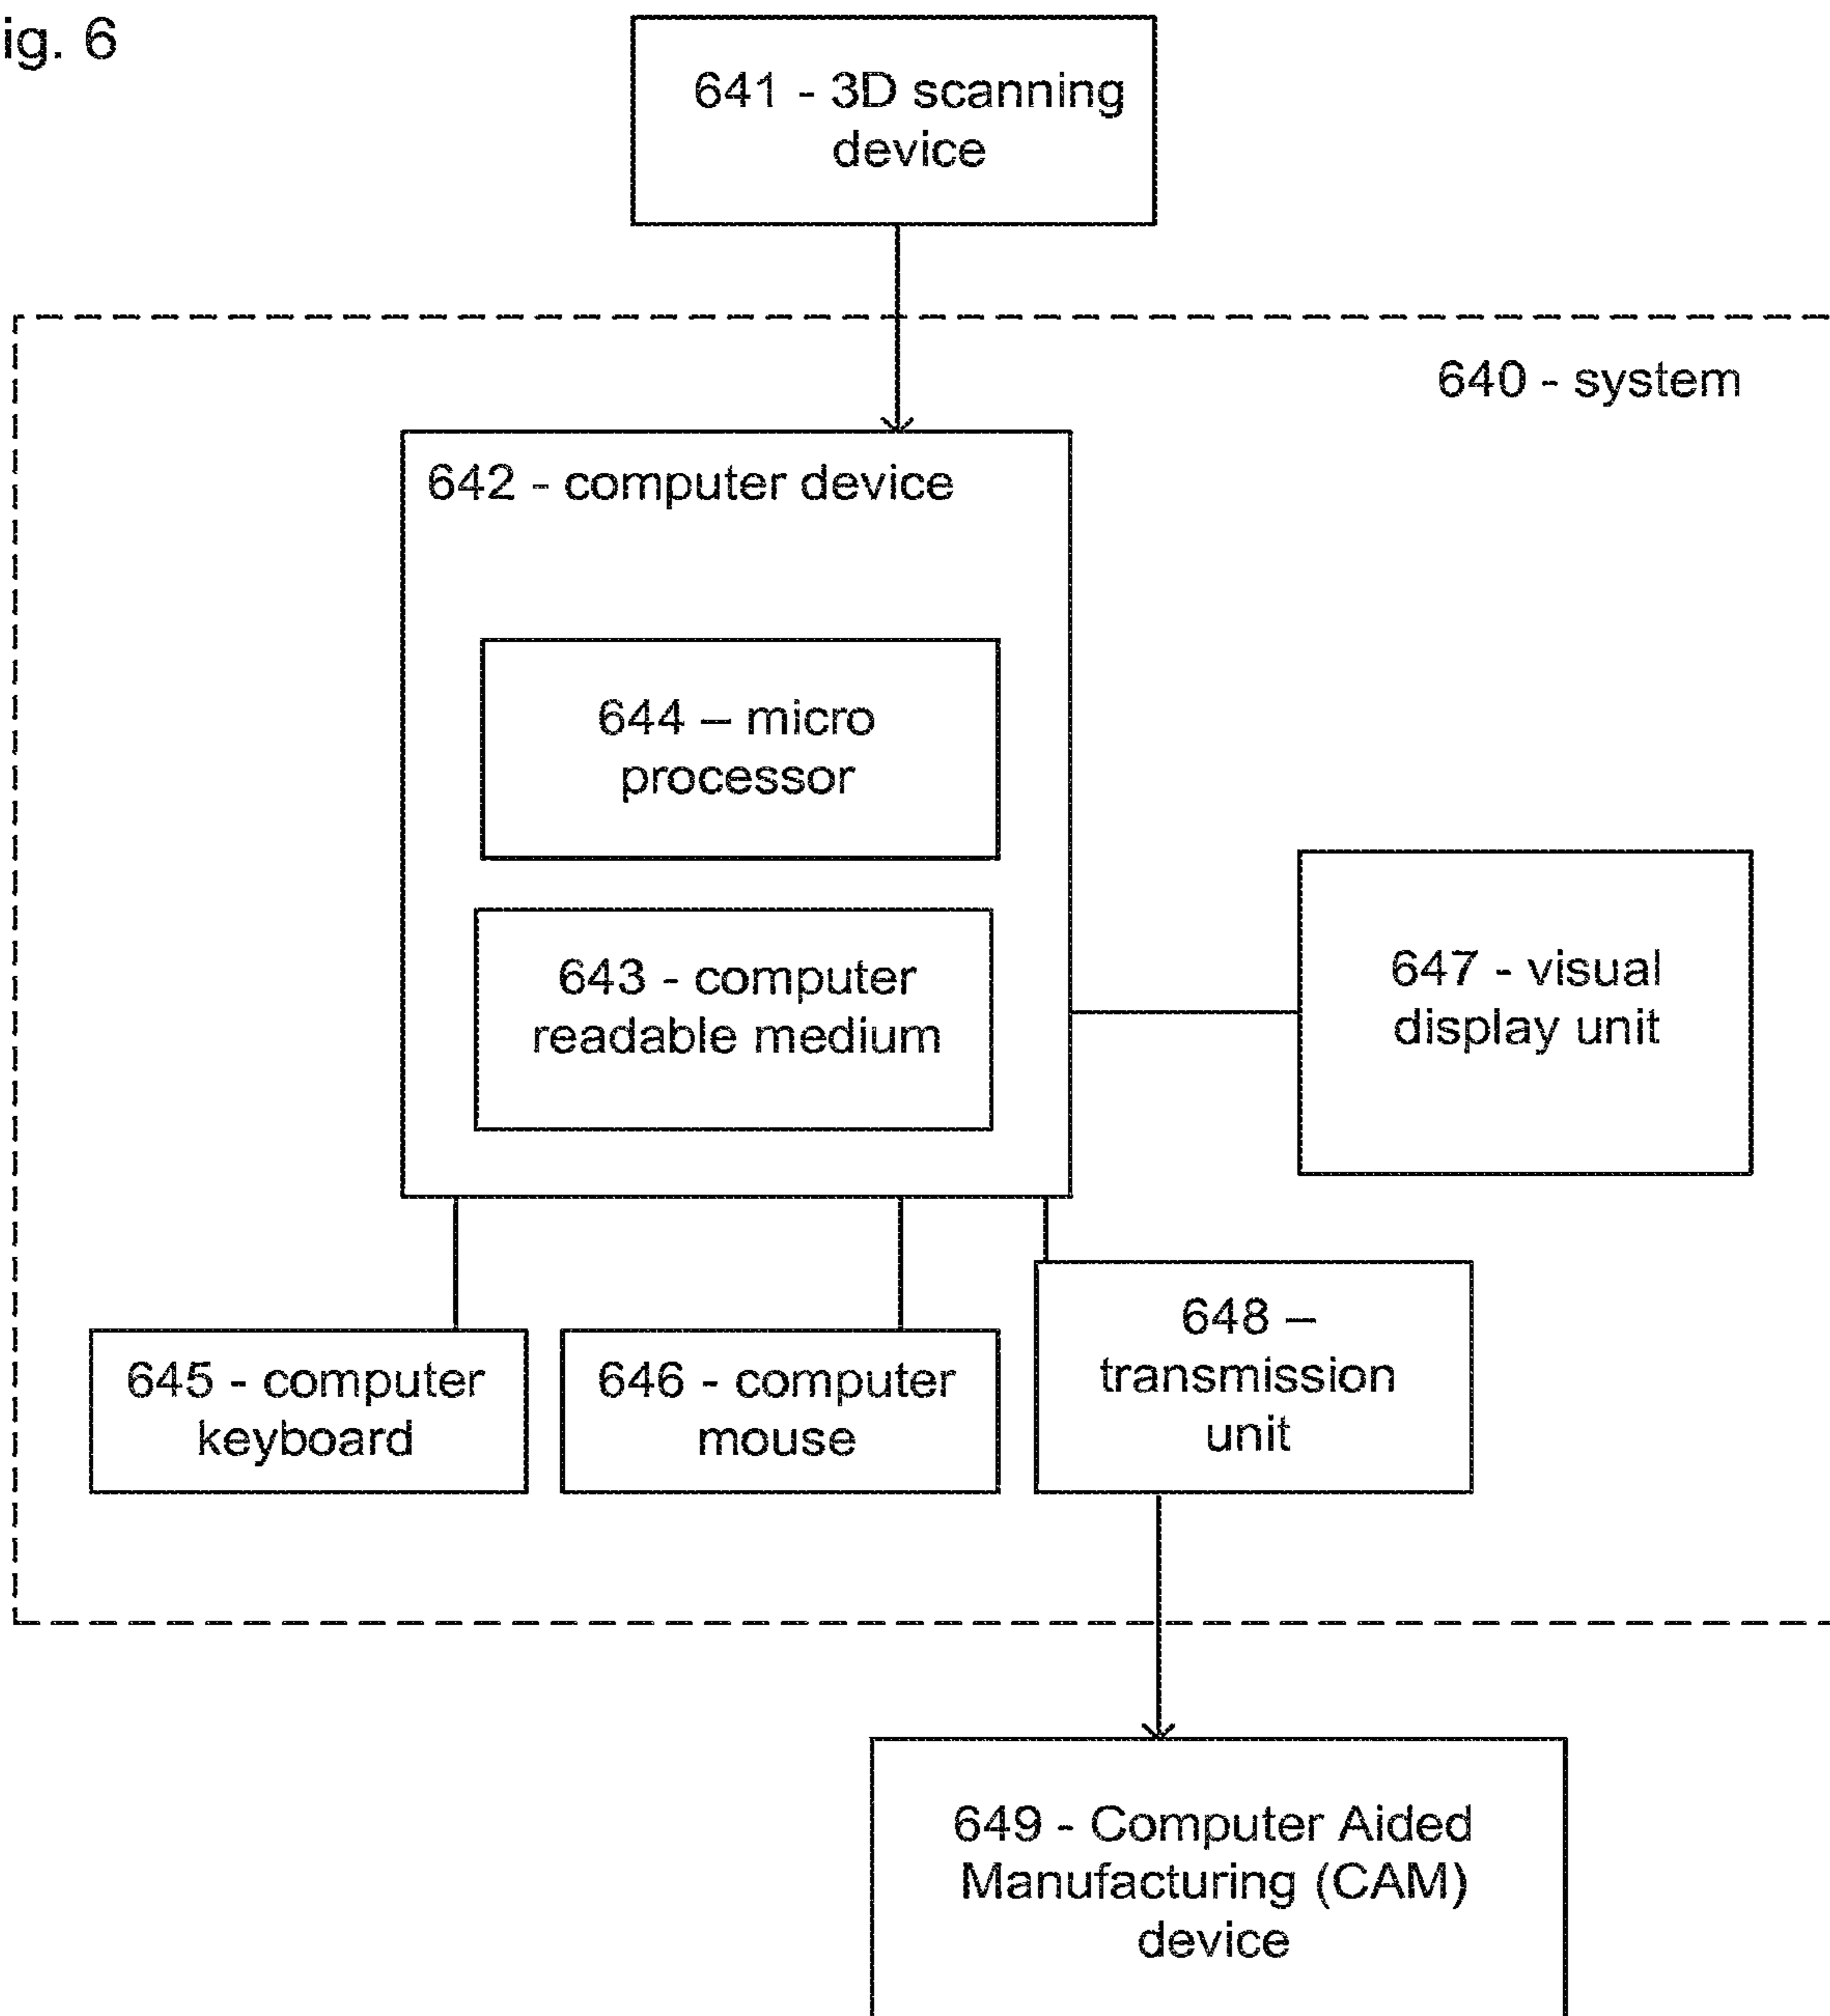 ig. 6
641 - 3D scanning
device
640 - system
642 - computer device
644 – micro
processor
643 - computer
readable medium
647 - visual
display unit
645 - computer
keyboard
646 - computer
mouse
648 –
transmission
unit
649 - Computer Aided
Manufacturing (CAM)
device